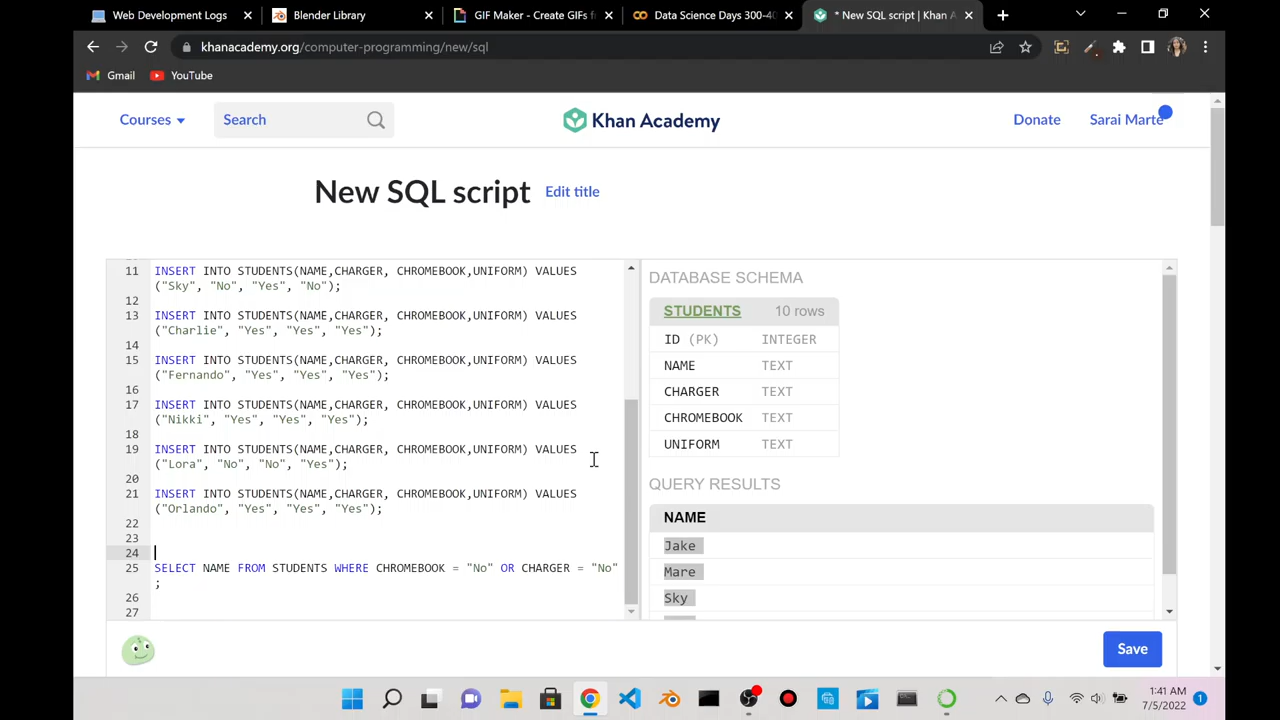 Web Development Logs
Blender Library
GIF Maker - Create GIFs f
Data Science Days 300-40
* New SQL script | Khan A
khanacademy.org/computer-programming/new/sql
Gmail
YouTube
Courses
Search
Khan Academy
Donate
Sarai Marte
New SQL script
Edit title
11 INSERT INTO STUDENTS(NAME,CHARGER, CHROMEBOOK,UNIFORM) VALUES
("Sky", "No", "Yes", "No");
12
13 INSERT INTO STUDENTS(NAME,CHARGER, CHROMEBOOK,UNIFORM) VALUES
("Charlie", "Yes", "Yes", "Yes");
14
15 INSERT INTO STUDENTS(NAME,CHARGER, CHROMEBOOK,UNIFORM) VALUES
("Fernando", "Yes", "Yes", "Yes");
16
17 INSERT INTO STUDENTS(NAME,CHARGER, CHROMEBOOK,UNIFORM) VALUES
("Nikki", "Yes", "Yes", "Yes");
18
19 INSERT INTO STUDENTS(NAME,CHARGER, CHROMEBOOK,UNIFORM) VALUES
("Lora", "No", "No", "Yes");
20
21 INSERT INTO STUDENTS(NAME,CHARGER, CHROMEBOOK,UNIFORM) VALUES
("Orlando", "Yes", "Yes", "Yes");
22
23
24
25 SELECT NAME FROM STUDENTS WHERE CHROMEBOOK = "No" OR CHARGER = "No"
;
26
27
DATABASE SCHEMA
STUDENTS 10 rows
ID (PK) INTEGER
NAME TEXT
CHARGER TEXT
CHROMEBOOK TEXT
UNIFORM TEXT
QUERY RESULTS
NAME
Jake
Mare
Sky
Save
1:41 AM
7/5/2022
1